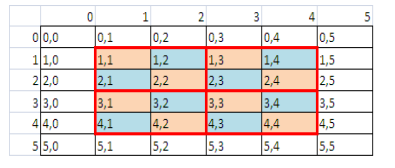 0 1 2 3 4 5
0 0,0 0,1 0,2 0,3 0,4 0,5
1 1,0 1,1 1,2 1,3 1,4 1,5
2 2,0 2,1 2,2 2,3 2,4 2,5
3 3,0 3,1 3,2 3,3 3,4 3,5
4 4,0 4,1 4,2 4,3 4,4 4,5
5 5,0 5,1 5,2 5,3 5,4 5,5